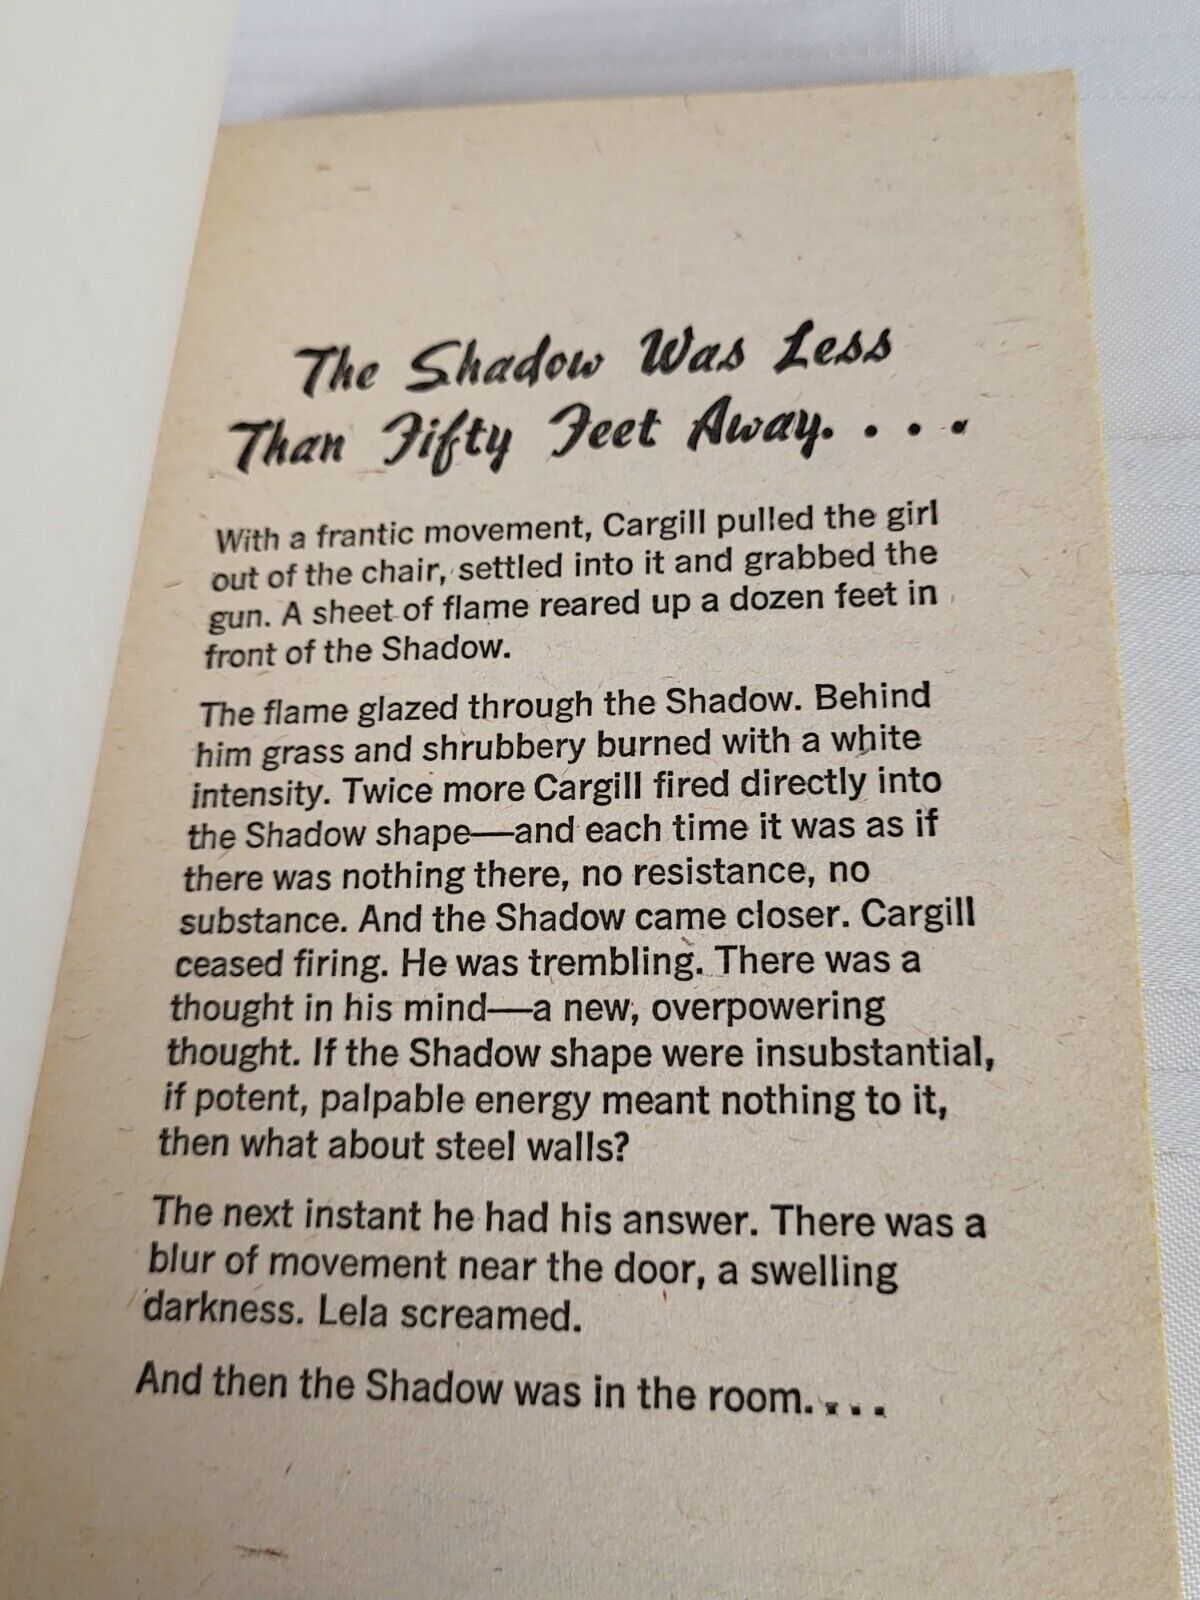 The Shadow Was Less
Than Fifty Feet Away. . . .
With a frantic movement, Cargill pulled the girl
out of the chair, settled into it and grabbed the
gun. A sheet of flame reared up a dozen feet in
front of the Shadow.
The flame glazed through the Shadow. Behind
him grass and shrubbery burned with a white
intensity. Twice more Cargill fired directly into
the Shadow shape—and each time it was as if
there was nothing there, no resistance, no
substance. And the Shadow came closer. Cargill
ceased firing. He was trembling. There was a
thought in his mind—a new, overpowering
thought. If the Shadow shape were insubstantial,
if potent, palpable energy meant nothing to it,
then what about steel walls?
The next instant he had his answer. There was a
blur of movement near the door, a swelling
darkness. Lela screamed.
And then the Shadow was in the room. . . .